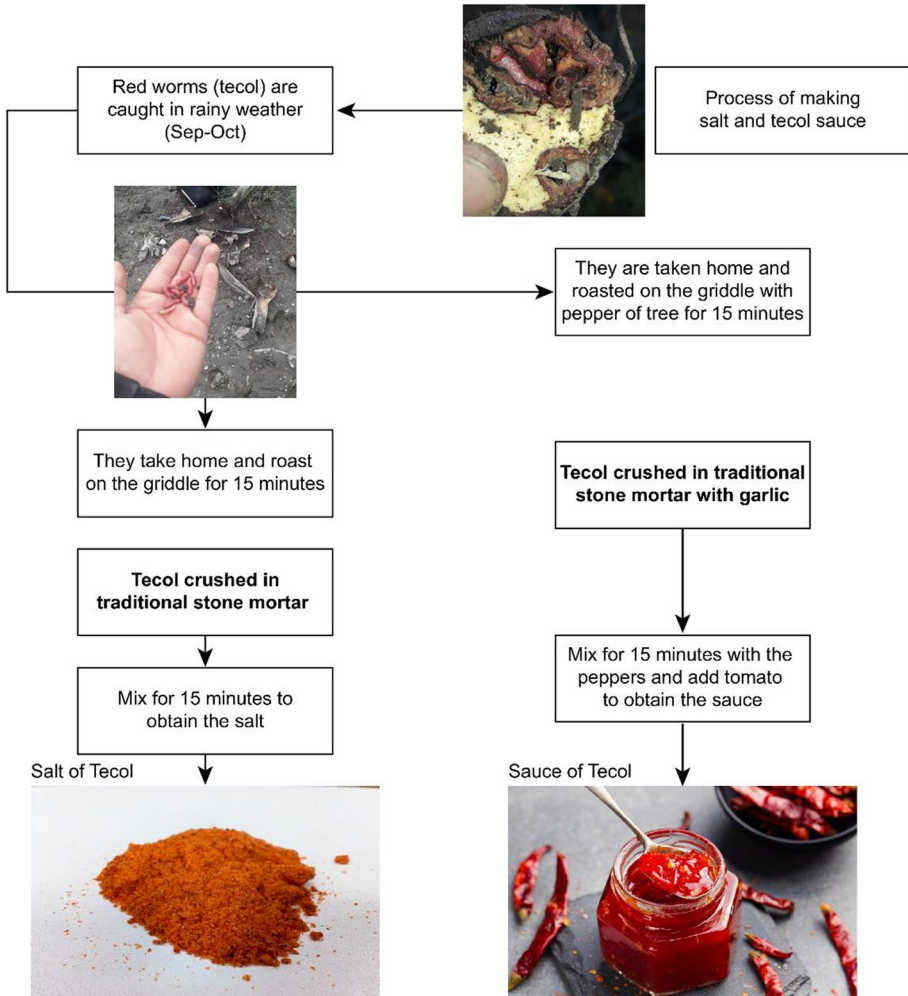 Process of making
salt and tecol sauce
Red worms (tecol) are
caught in rainy weather
(Sep-Oct)
They are taken home and
roasted on the griddle with
pepper of tree for 15 minutes
They take home and roast
on the griddle for 15 minutes
Tecol crushed in traditional
stone mortar with garlic
Tecol crushed in
traditional stone mortar
Mix for 15 minutes with the
peppers and add tomato
to obtain the sauce
Mix for 15 minutes to
obtain the salt
Salt of Tecol
Sauce of Tecol